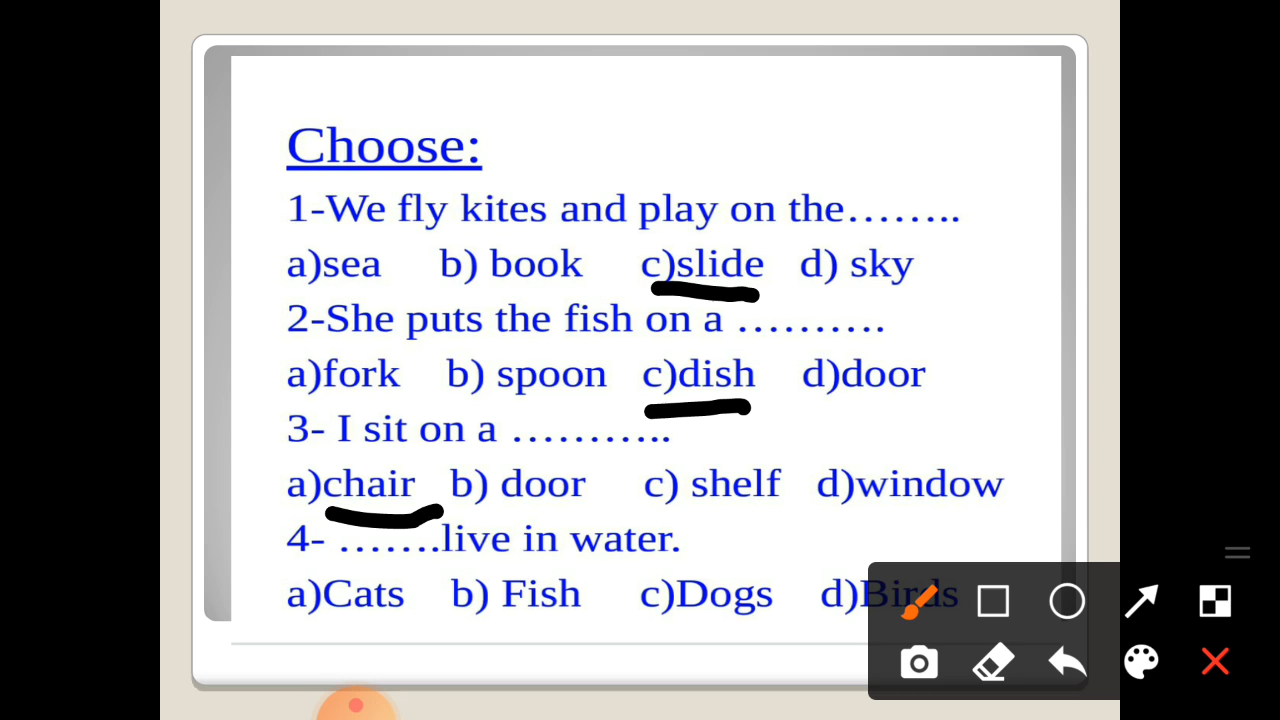 Choose:
1-We fly kites and play on the……..
a)sea b) book c)slide d) sky
2-She puts the fish on a ……….
a)fork b) spoon c)dish d)door
3- I sit on a ………..
a)chair b) door c) shelf d)window
4- …….live in water.
a)Cats b) Fish c)Dogs d)Birds